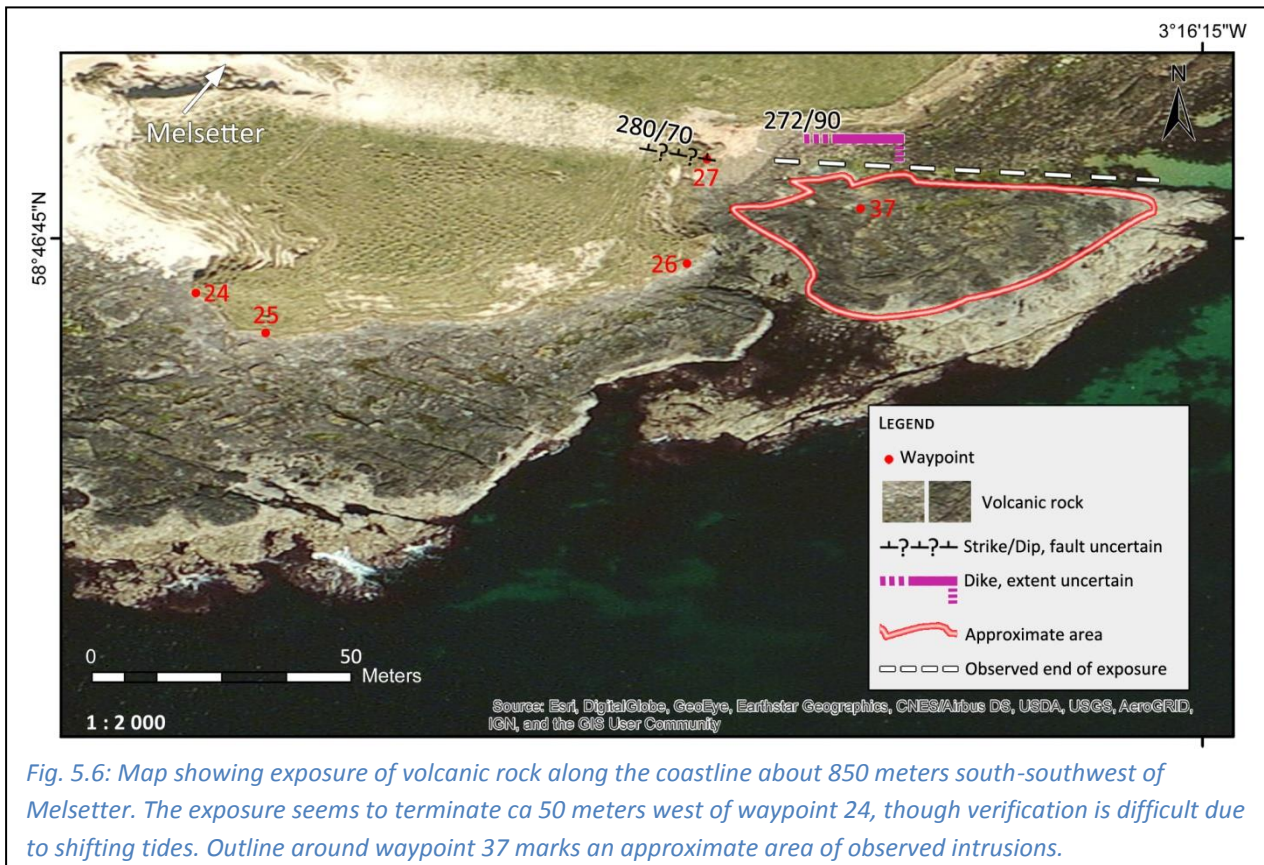 3°16'15"W
N
Melsetter
280/70
272/90
27
37
58°46'45"N
26
24
25
LEGEND
Waypoint
Volcanic rock
?
?
Strike/Dip, fault uncertain
Dike, extent uncertain
Approximate area
Observed end of exposure
0
50
Meters
1 : 2 000
Source: Esri, DigitalGlobe, GeoEye, Earthstar Geographics, CNES/Airbus DS, USDA, USGS, AeroGRID,
IGN, and the GIS User Community
Fig. 5.6: Map showing exposure of volcanic rock along the coastline about 850 meters south-southwest of
Melsetter. The exposure seems to terminate ca 50 meters west of waypoint 24, though verification is difficult due
to shifting tides. Outline around waypoint 37 marks an approximate area of observed intrusions.